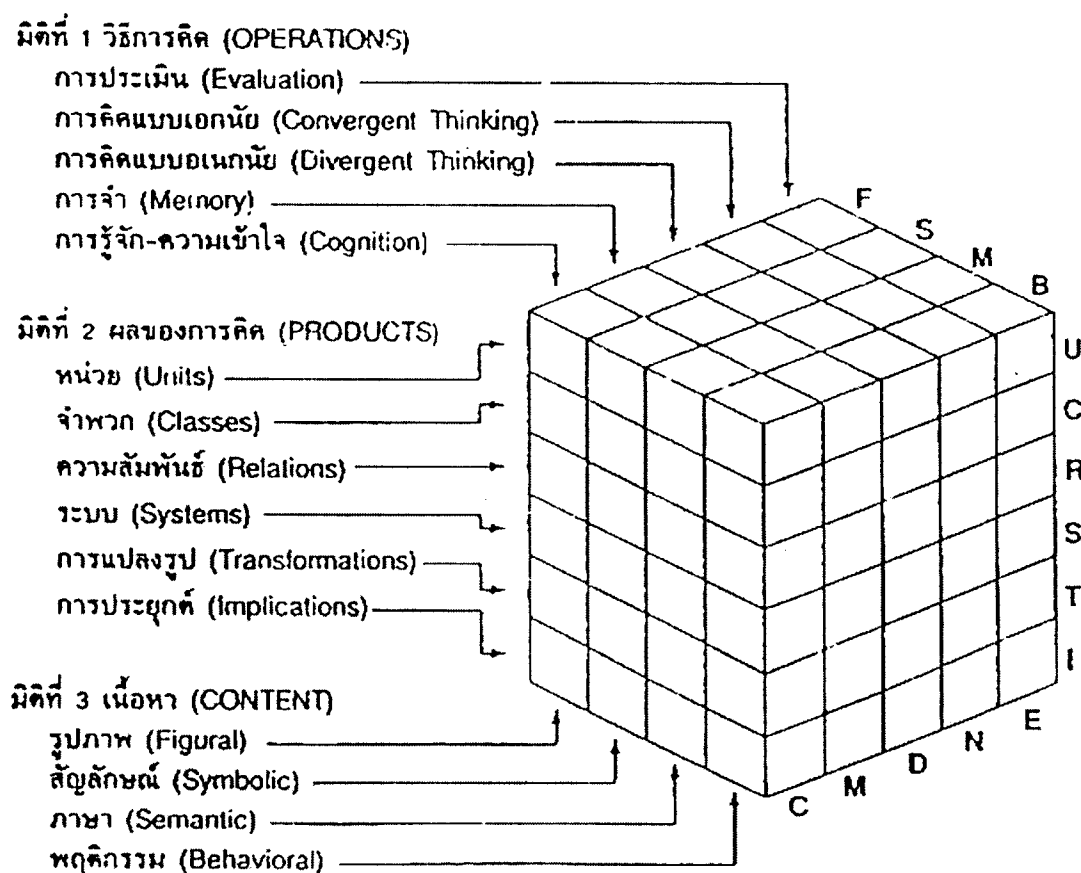 มิติที่ 1 วิธีการคิด (OPERATIONS)
การประเมิน (Evaluation)
การคิดแบบเอกนัย (Convergent Thinking)
การคิดแบบอเนกนัย (Divergent Thinking)
การจำ (Memory)
การรู้จัก-ความเข้าใจ (Cognition)
F
S
M
B
มิติที่ 2 ผลของการคิด (PRODUCTS)
หน่วย (Units)
จำพวก (Classes)
ความสัมพันธ์ (Relations)
ระบบ (Systems)
การแปลงรูป (Transformations)
การประยุกต์ (Implications)
U
C
R
S
T
I
มิติที่ 3 เนื้อหา (CONTENT)
รูปภาพ (Figural)
สัญลักษณ์ (Symbolic)
ภาษา (Semantic)
พฤติกรรม (Behavioral)
C
M
D
N
E